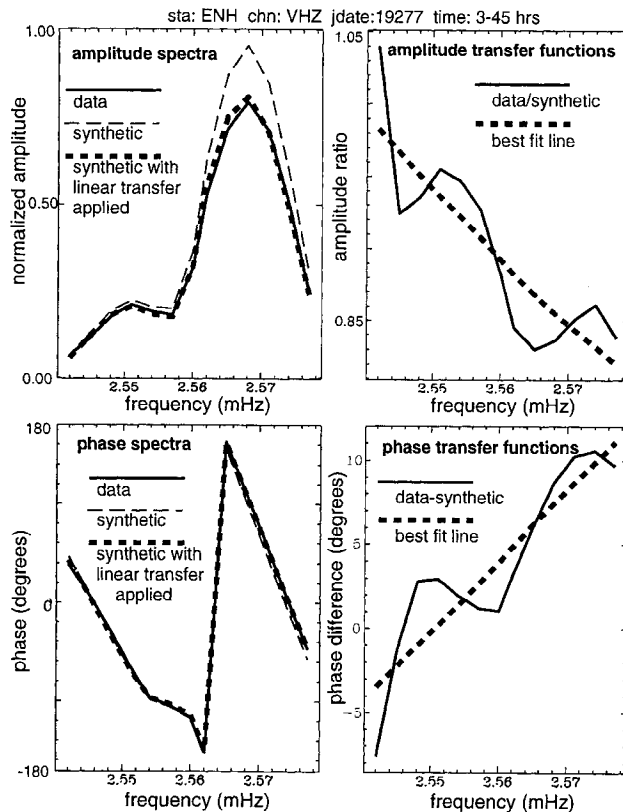 sta: ENH chn: VHZ jdate:19277 time: 3-45 hrs
1.00
amplitude spectra
data
synthetic
synthetic with
linear transfer
applied
normalized amplitude
0.50
0.00
2.55
2.56
2.57
frequency (mHz)
1.05
amplitude transfer functions
data/synthetic
best fit line
amplitude ratio
0.85
2.55
2.56
2.57
frequency (mHz)
180
phase spectra
data
synthetic
synthetic with
linear transfer
applied
phase (degrees)
0
-180
2.55
2.56
2.57
frequency (mHz)
phase transfer functions
10
data-synthetic
best fit line
phase difference (degrees)
5
0
-5
2.55
2.56
2.57
frequency (mHz)